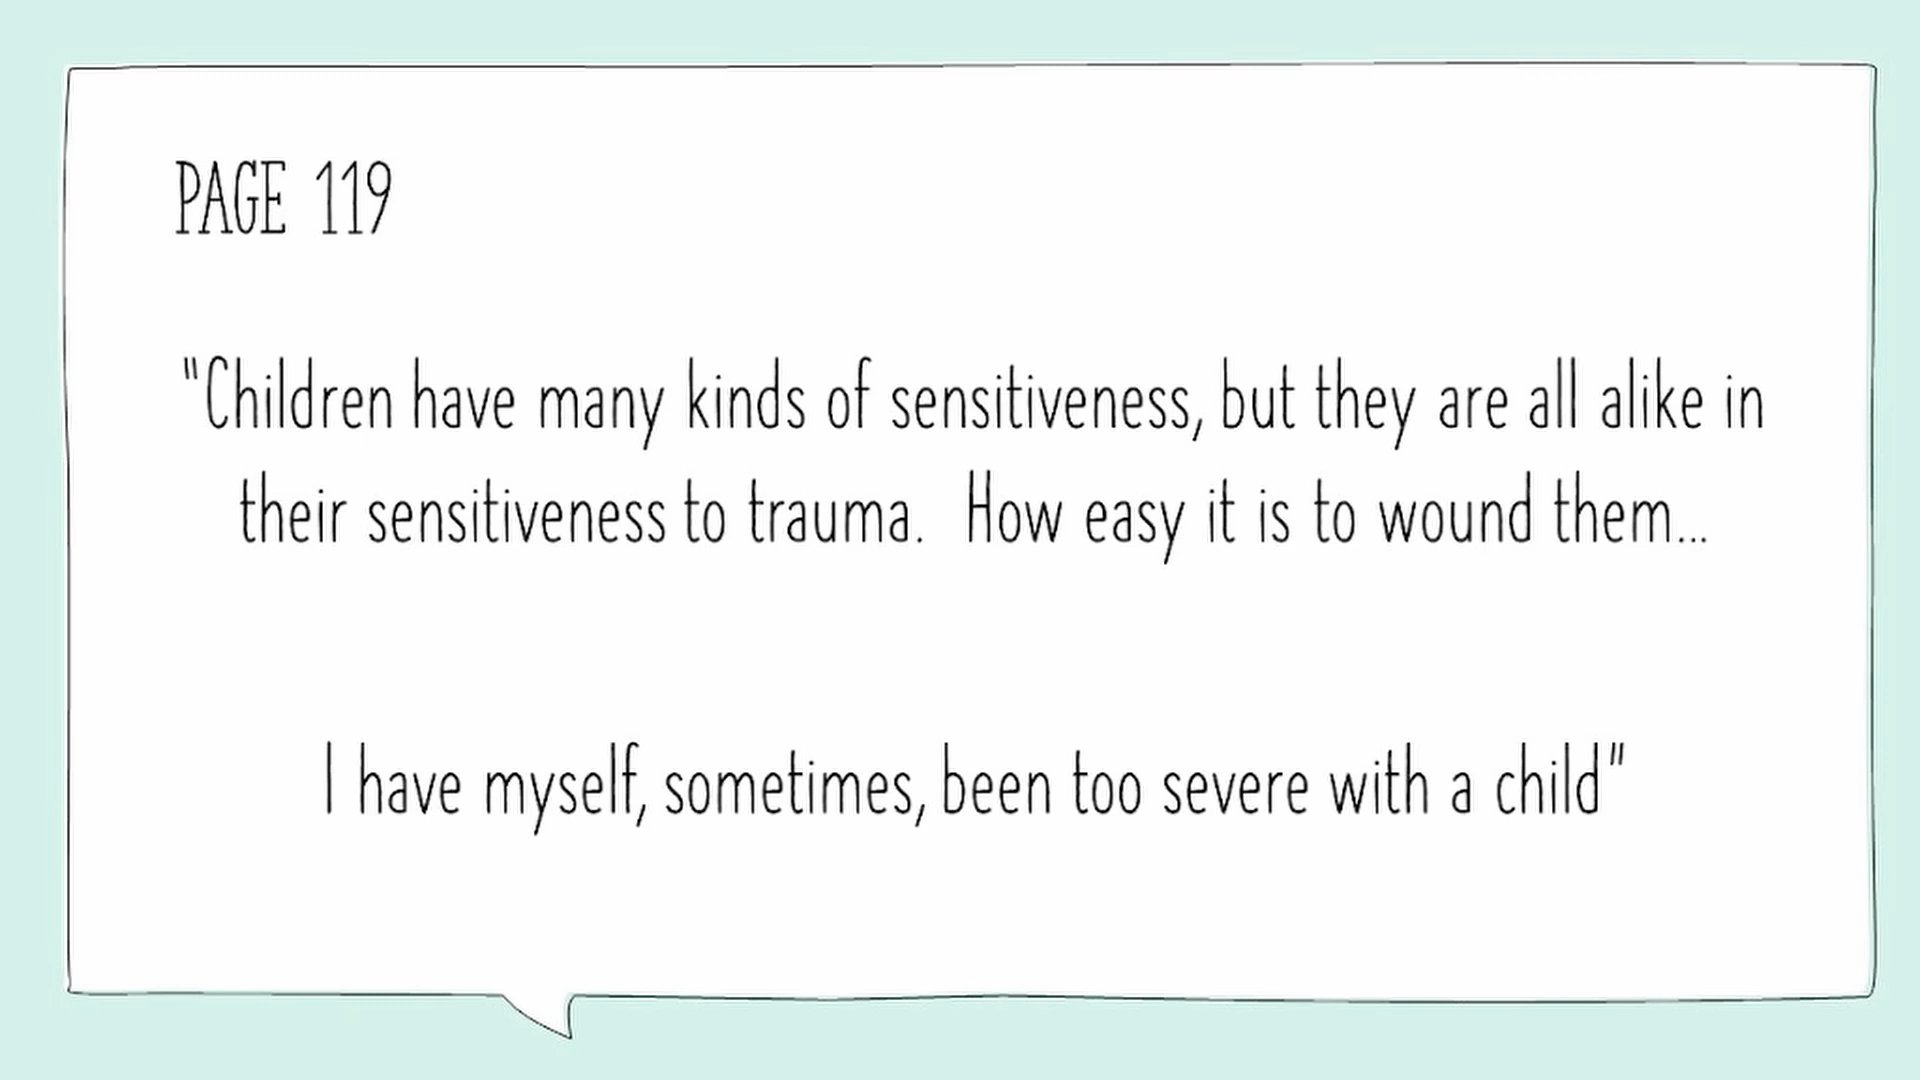 PAGE 119
"Children have many kinds of sensitiveness, but they are all alike in
their sensitiveness to trauma.  How easy it is to wound them...
I have myself, sometimes, been too severe with a child"